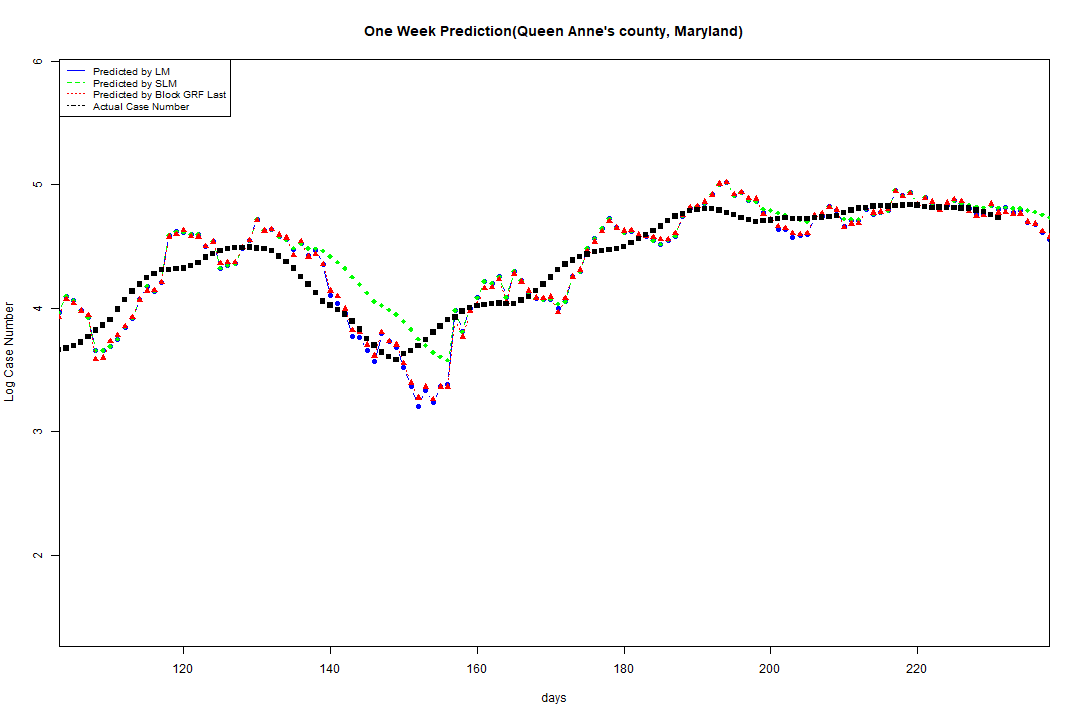 One Week Prediction(Queen Anne's county, Maryland)
Predicted by LM
Predicted by SLM
Predicted by Block GRF Last
Actual Case Number
6
5
4
3
2
Log Case Number
120 140 160 180 200 220
days